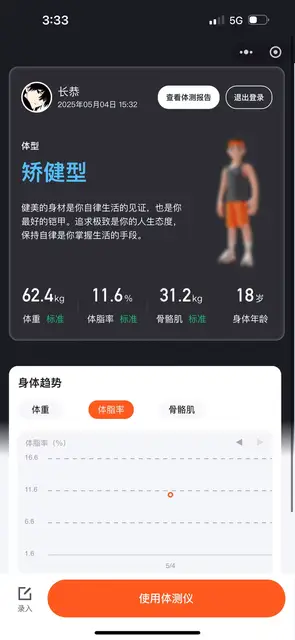 3:33
5G
长恭
2025年05月04日 15:32
查看体测报告
退出登录
体型
矫健型
健美的身材是你自律生活的见证，也是你
最好的铠甲。追求极致是你的人生态度，
保持自律是你掌握生活的手段。
62.4kg 11.6% 31.2kg 18岁
体重 标准 体脂率 标准 骨骼肌 标准 身体年龄
身体趋势
体重 体脂率 骨骼肌
体脂率（%）
16.6
11.6
6.6
1.6
5/4
录入
使用体测仪